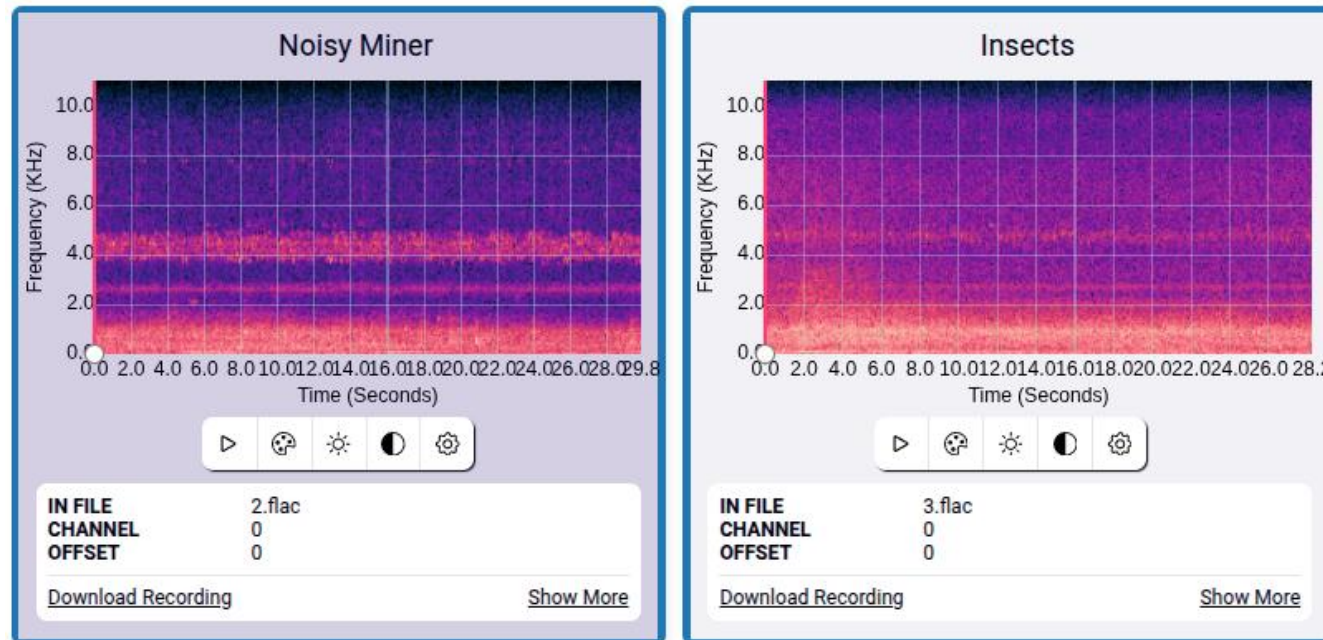 Noisy Miner
Frequency (KHz)
10.0
8.0
6.0
4.0
2.0
0.0 2.0 4.0 6.0 8.0 10.0 12.0 14.0 16.0 18.0 20.0 22.0 24.0 26.0 28.0 29.8
Time (Seconds)
IN FILE 2.flac
CHANNEL 0
OFFSET 0
Download Recording Show More
Insects
Frequency (KHz)
10.0
8.0
6.0
4.0
2.0
0.0 2.0 4.0 6.0 8.0 10.0 12.0 14.0 16.0 18.0 20.0 22.0 24.0 26.0
Time (Seconds)
IN FILE 3.flac
CHANNEL 0
OFFSET 0
Download Recording Show More